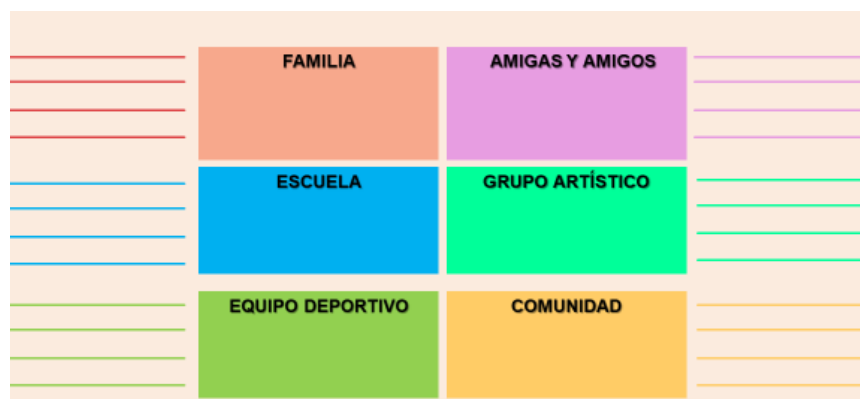 FAMILIA
AMIGAS Y AMIGOS
ESCUELA
GRUPO ARTÍSTICO
EQUIPO DEPORTIVO
COMUNIDAD